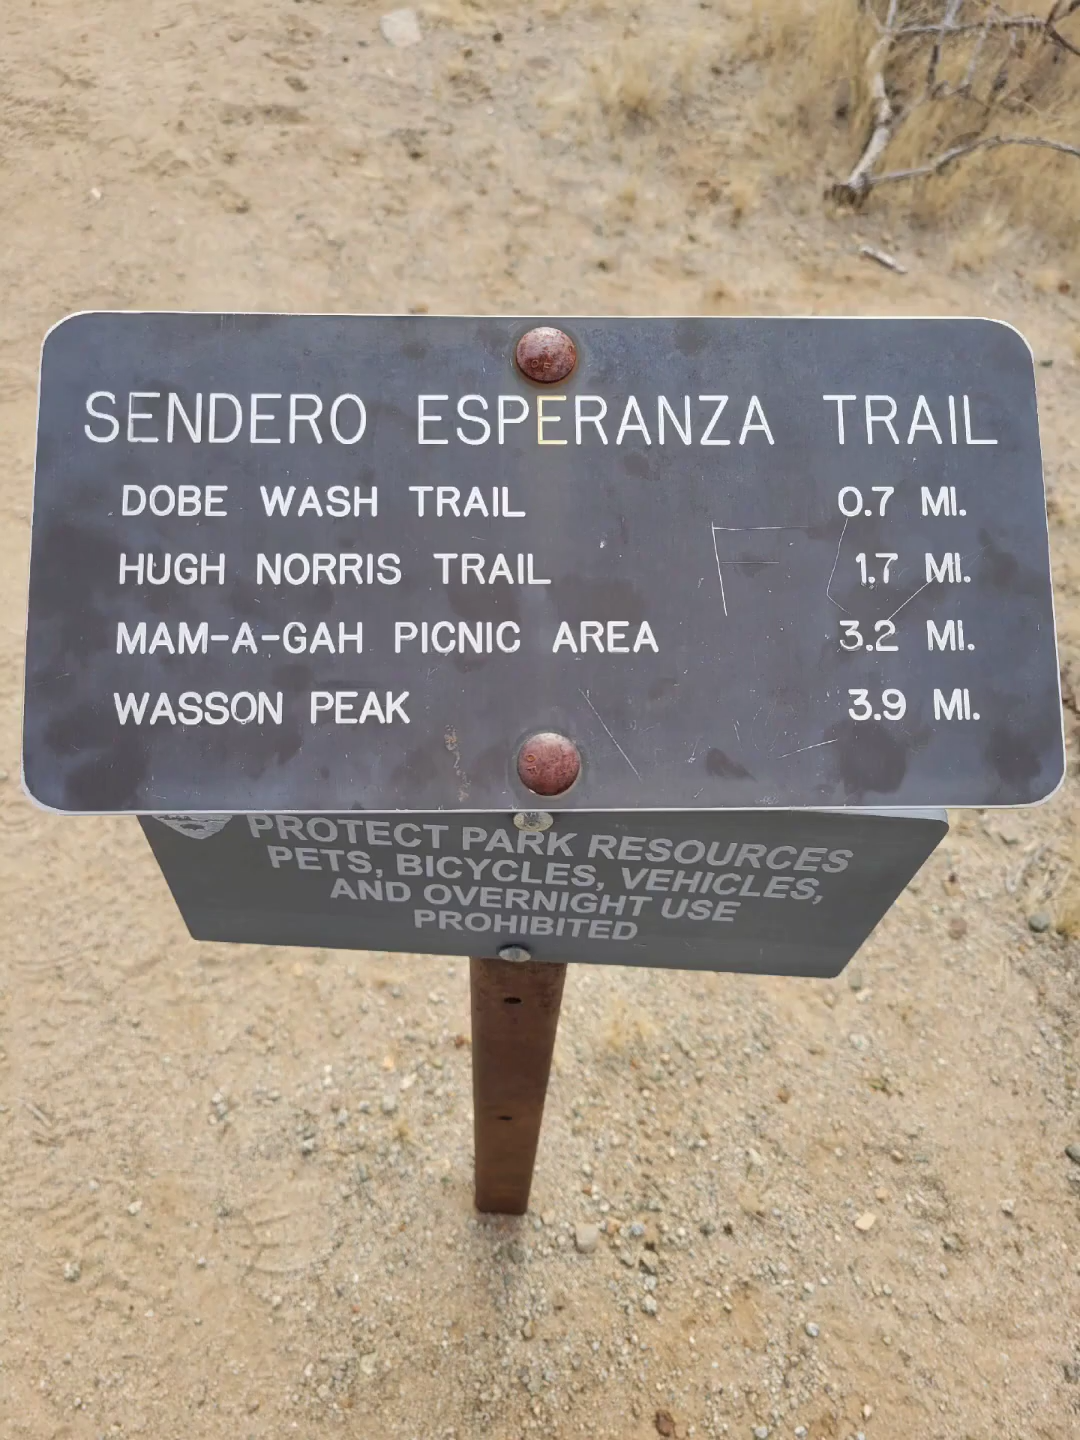 SENDERO ESPERANZA TRAIL
DOBE WASH TRAIL 0.7 MI.
HUGH NORRIS TRAIL 1.7 MI.
MAM-A-GAH PICNIC AREA 3.2 MI.
WASSON PEAK 3.9 MI.
PROTECT PARK RESOURCES
PETS, BICYCLES, VEHICLES,
AND OVERNIGHT USE
PROHIBITED